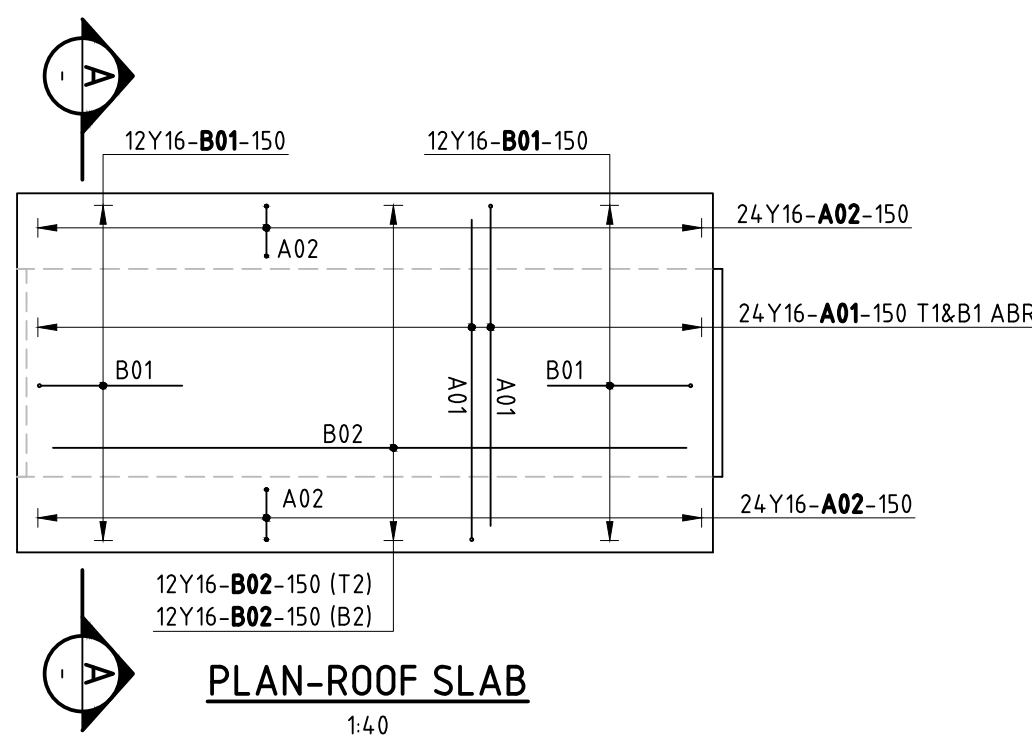 A
-
12Y16-B01-150
12Y16-B01-150
24Y16-A02-150
A02
24Y16-A01-150 T1&B1 ABR
B01
B01
A01
A01
B02
A02
24Y16-A02-150
12Y16-B02-150 (T2)
12Y16-B02-150 (B2)
A
-
PLAN-ROOF SLAB
1:40